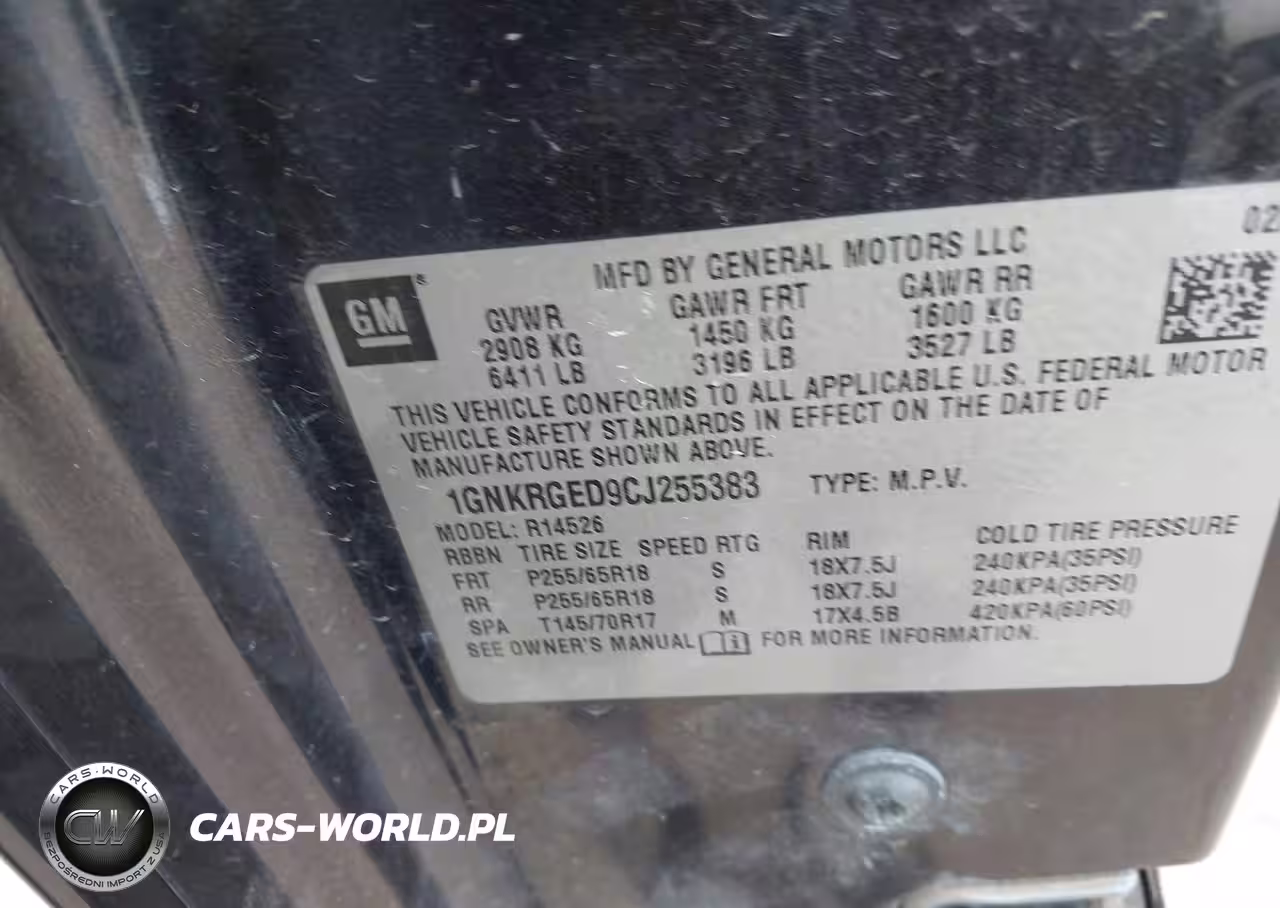 02
MFD BY GENERAL MOTORS LLC
GM ®
GVWR GAWR FRT GAWR RR
2908 KG 1450 KG 1600 KG
6411 LB 3196 LB 3527 LB
THIS VEHICLE CONFORMS TO ALL APPLICABLE U.S. FEDERAL MOTOR
VEHICLE SAFETY STANDARDS IN EFFECT ON THE DATE OF
MANUFACTURE SHOWN ABOVE.
1GNKRGED9CJ255383 TYPE: M.P.V.
MODEL: R14526
RBBN TIRE SIZE SPEED RTG RIM COLD TIRE PRESSURE
FRT P255/65R18 S 18X7.5J 240KPA(35PSI)
RR P255/65R18 S 18X7.5J 240KPA(35PSI)
SPA T145/70R17 M 17X4.5B 420KPA(60PSI)
SEE OWNER'S MANUAL FOR MORE INFORMATION.
CARS-WORLD
CW
BEZPOŚREDNI IMPORT Z USA
CARS-WORLD.PL